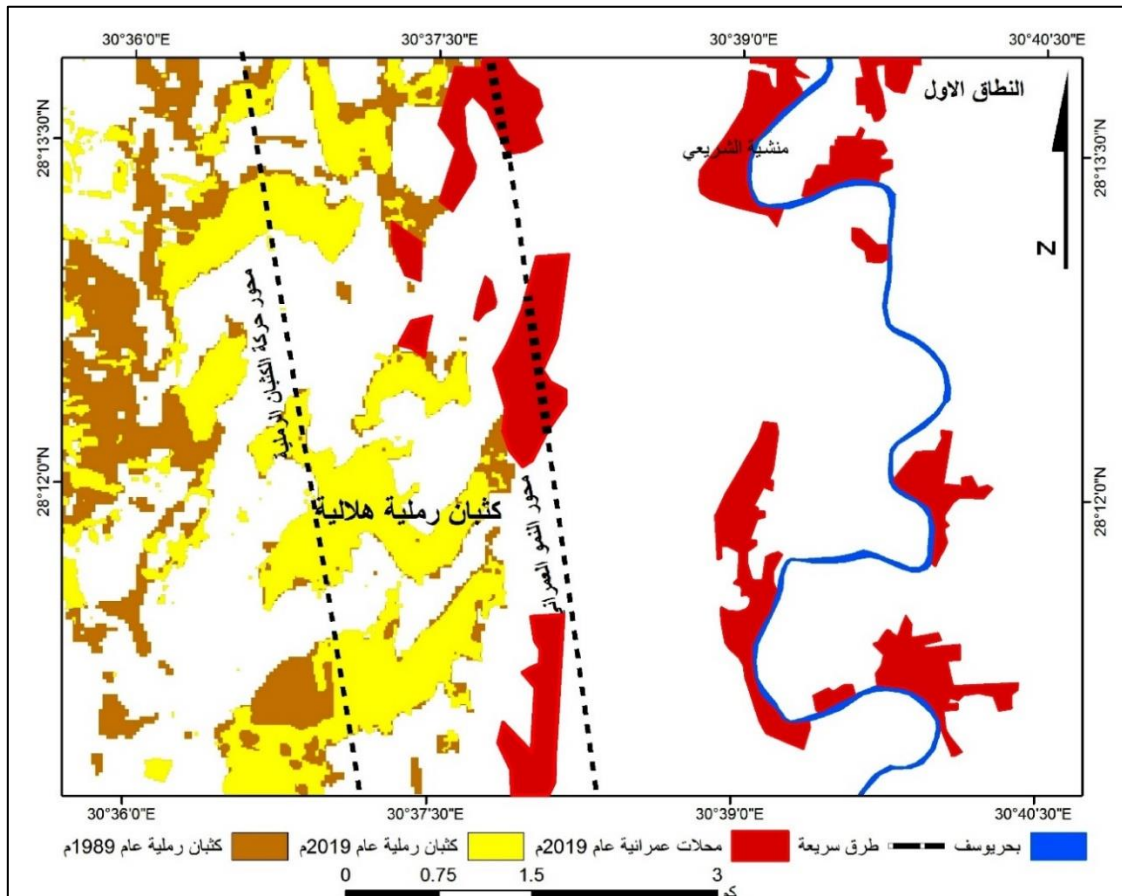 30°36'0"E 30°37'30"E 30°39'0"E 30°40'30"E
النطاق الاول
28°13'30"N 28°13'30"N
منشية الشريعي
N
محور حركة الكثبان الرملية
28°12'0"N 28°12'0"N
محور النمو العمراني
كثبان رملية هلالية
30°36'0"E 30°37'30"E 30°39'0"E 30°40'30"E
بحريوسف طرق سريعة محلات عمرانية عام 2019م كثبان رملية عام 2019م كثبان رملية عام 1989م
0 0.75 1.5 3
كم